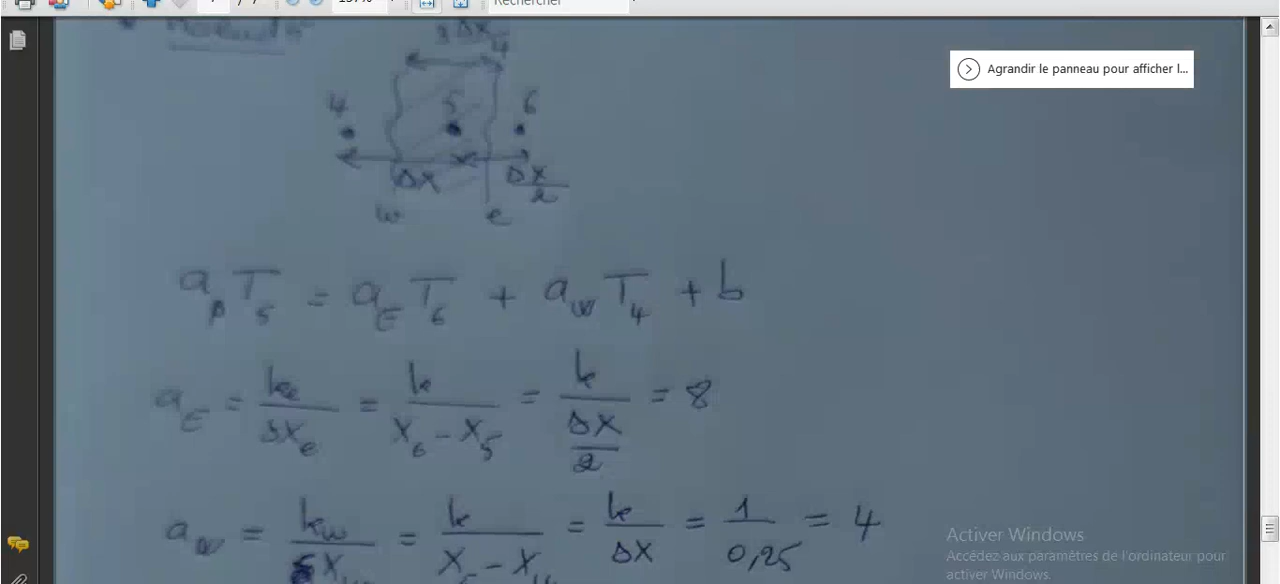 Rechercher
Agrandir le panneau pour afficher l...
4 5 6
Δx Δx/2
w e
a_p T_5 = a_E T_6 + a_w T_4 + b
a_E = k_e/δx_e = k/(x_6 - x_5) = k/(Δx/2) = 8
a_w = k_w/δx_w = k/(x_5 - x_4) = k/Δx = 1/0,25 = 4
Activer Windows
Accédez aux paramètres de l'ordinateur pour
activer Windows.